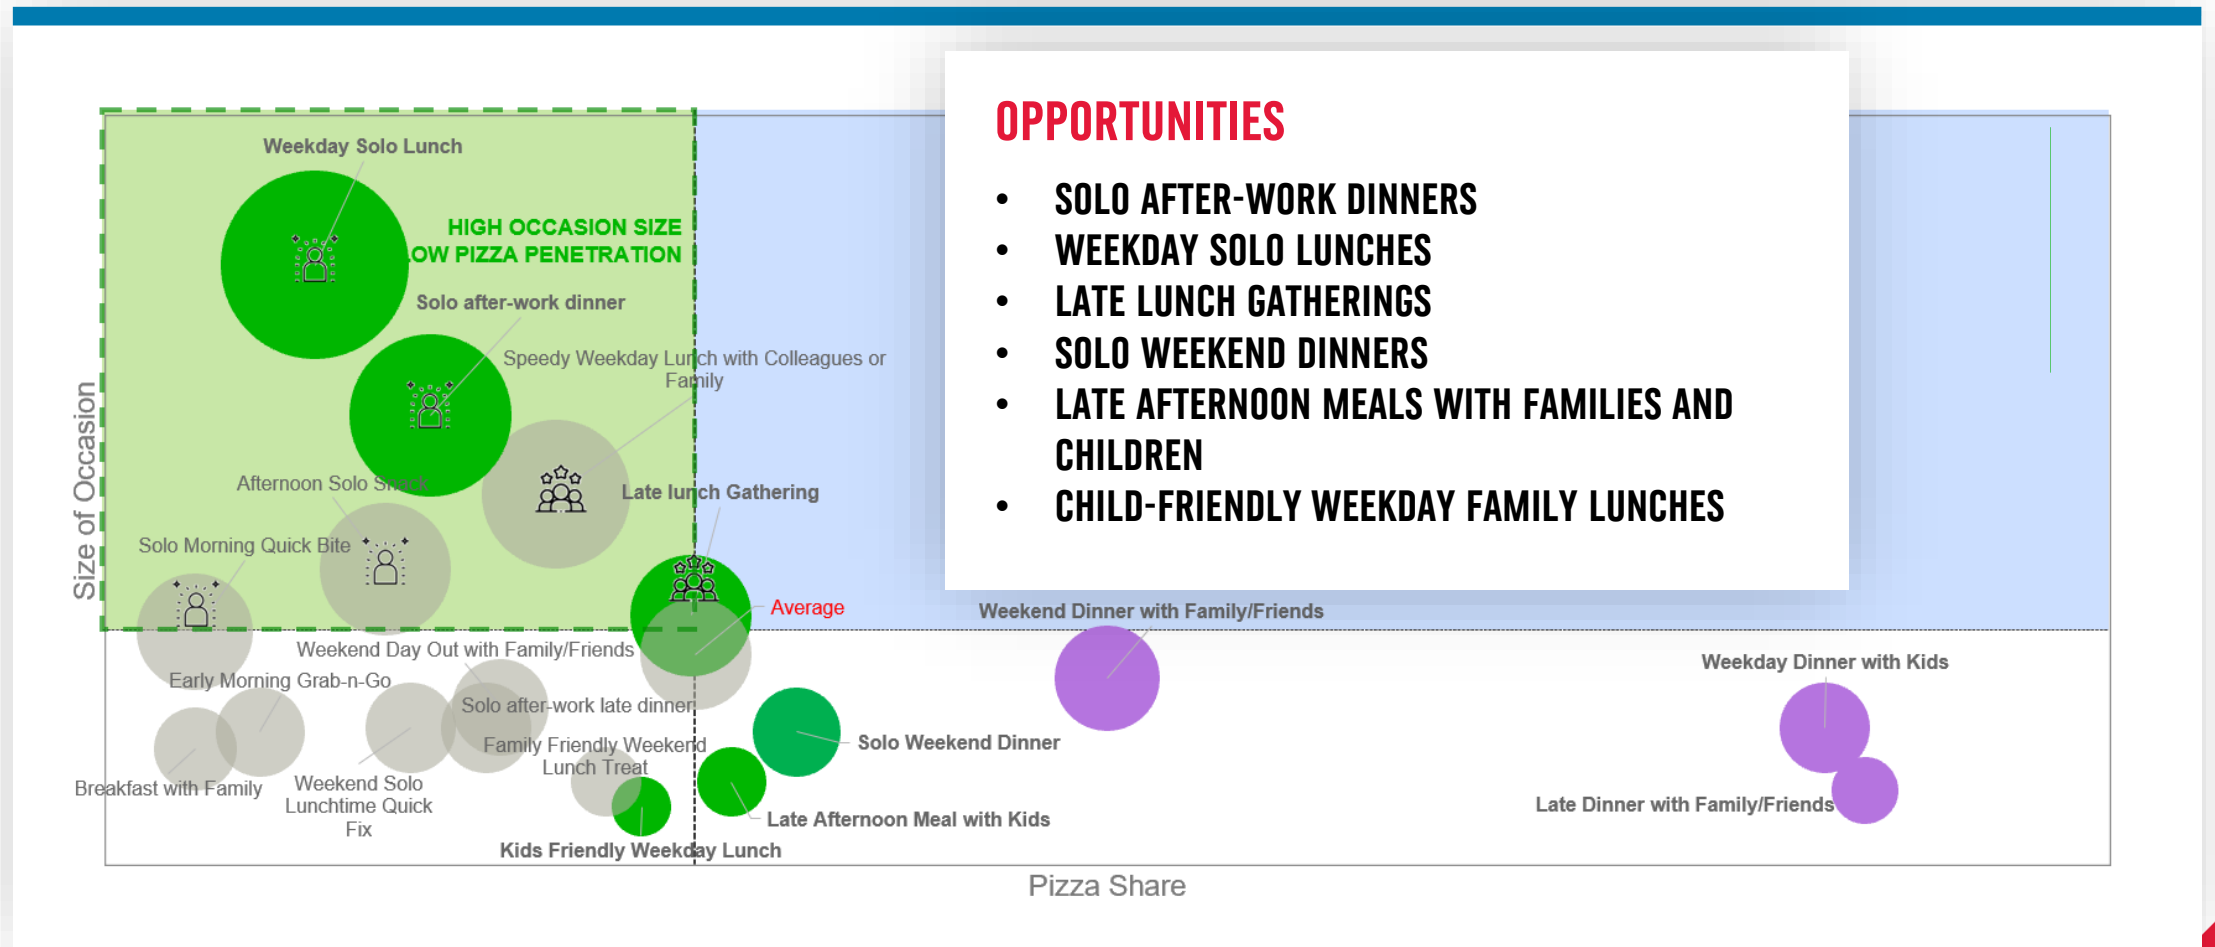 OPPORTUNITIES
• SOLO AFTER-WORK DINNERS
• WEEKDAY SOLO LUNCHES
• LATE LUNCH GATHERINGS
• SOLO WEEKEND DINNERS
• LATE AFTERNOON MEALS WITH FAMILIES AND
CHILDREN
• CHILD-FRIENDLY WEEKDAY FAMILY LUNCHES
Weekday Solo Lunch
HIGH OCCASION SIZE
OW PIZZA PENETRATION
Solo after-work dinner
Speedy Weekday Lunch with Colleagues or
Family
Afternoon Solo Snack
Late lunch Gathering
Solo Morning Quick Bite
Average
Weekend Dinner with Family/Friends
Weekend Day Out with Family/Friends
Weekday Dinner with Kids
Early Morning Grab-n-Go
Solo after-work late dinner
Family Friendly Weekend
Lunch Treat
Solo Weekend Dinner
Breakfast with Family
Weekend Solo
Lunchtime Quick
Fix
Late Dinner with Family/Friends
Late Afternoon Meal with Kids
Kids Friendly Weekday Lunch
Size of Occasion
Pizza Share